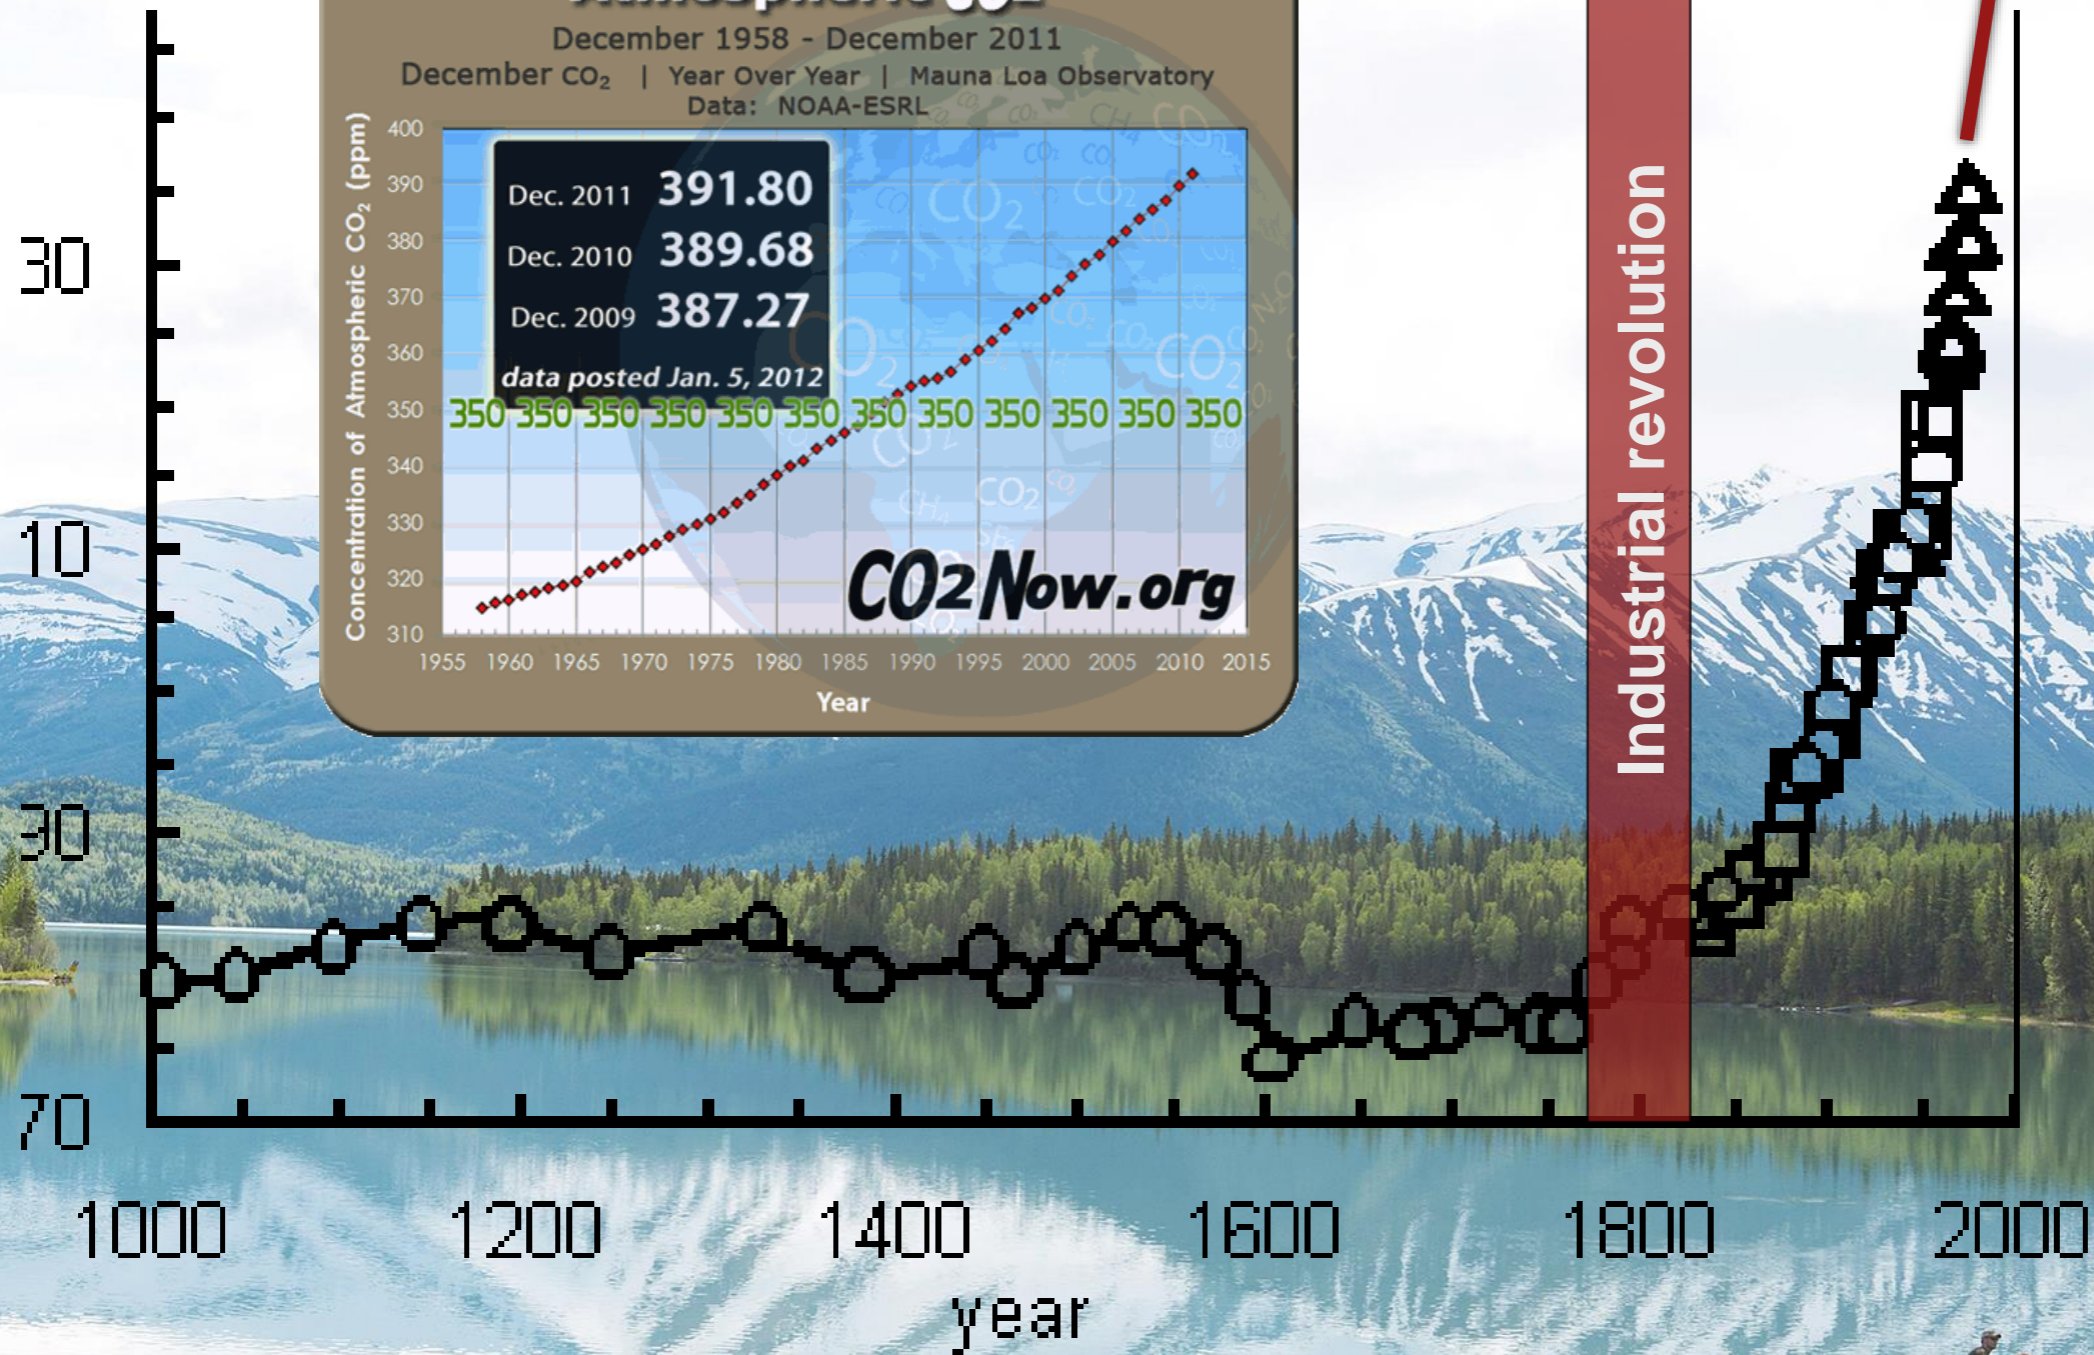 December 1958 - December 2011
December CO₂ | Year Over Year | Mauna Loa Observatory
Data: NOAA-ESRL
Concentration of Atmospheric CO₂ (ppm)
400
390
380
370
360
350
340
330
320
310
Dec. 2011 391.80
Dec. 2010 389.68
Dec. 2009 387.27
data posted Jan. 5, 2012
350 350 350 350 350 350 350 350 350 350 350 350
CO2Now.org
1955 1960 1965 1970 1975 1980 1985 1990 1995 2000 2005 2010 2015
Year
Industrial revolution
30
10
90
70
1000 1200 1400 1600 1800 2000
year